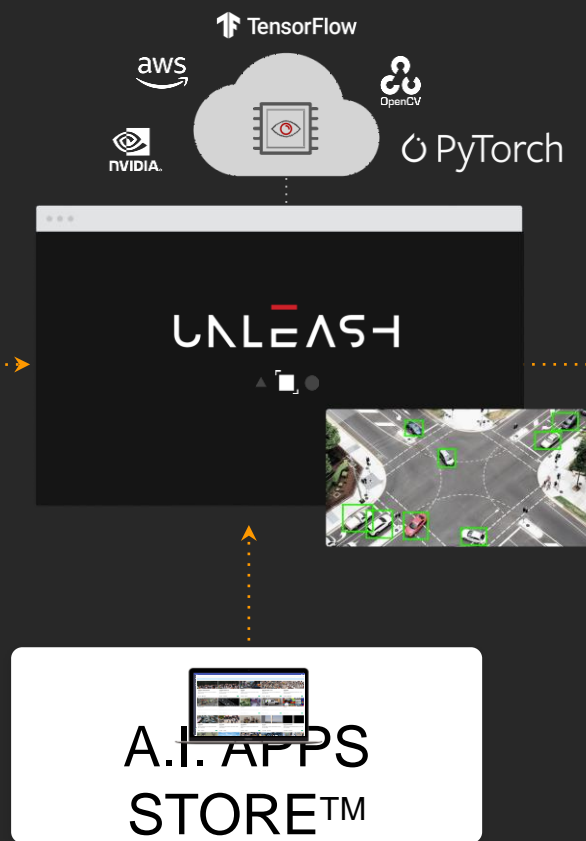 TensorFlow
aws
OpenCV
NVIDIA.
PyTorch
UNLEASH
A.I. APPS
STORE™